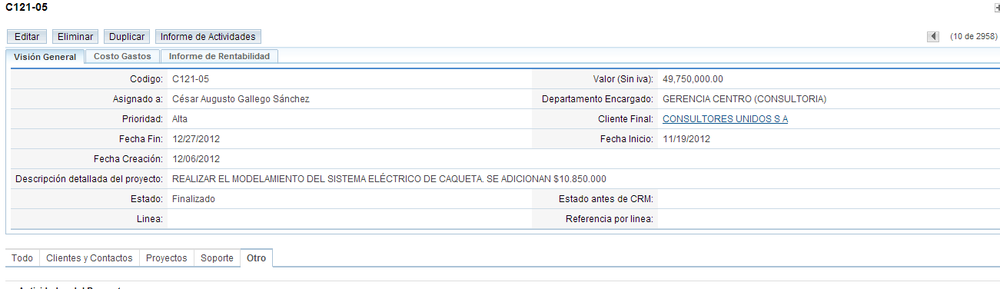 C121-05
Editar Eliminar Duplicar Informe de Actividades (10 de 2958)
Visión General Costo Gastos Informe de Rentabilidad
Codigo: C121-05 Valor (Sin iva): 49,750,000.00
Asignado a: César Augusto Gallego Sánchez Departamento Encargado: GERENCIA CENTRO (CONSULTORIA)
Prioridad: Alta Cliente Final: CONSULTORES UNIDOS S A
Fecha Fin: 12/27/2012 Fecha Inicio: 11/19/2012
Fecha Creación: 12/06/2012
Descripción detallada del proyecto: REALIZAR EL MODELAMIENTO DEL SISTEMA ELÉCTRICO DE CAQUETA. SE ADICIONAN $10.850.000
Estado: Finalizado Estado antes de CRM:
Linea: Referencia por linea:
Todo Clientes y Contactos Proyectos Soporte Otro